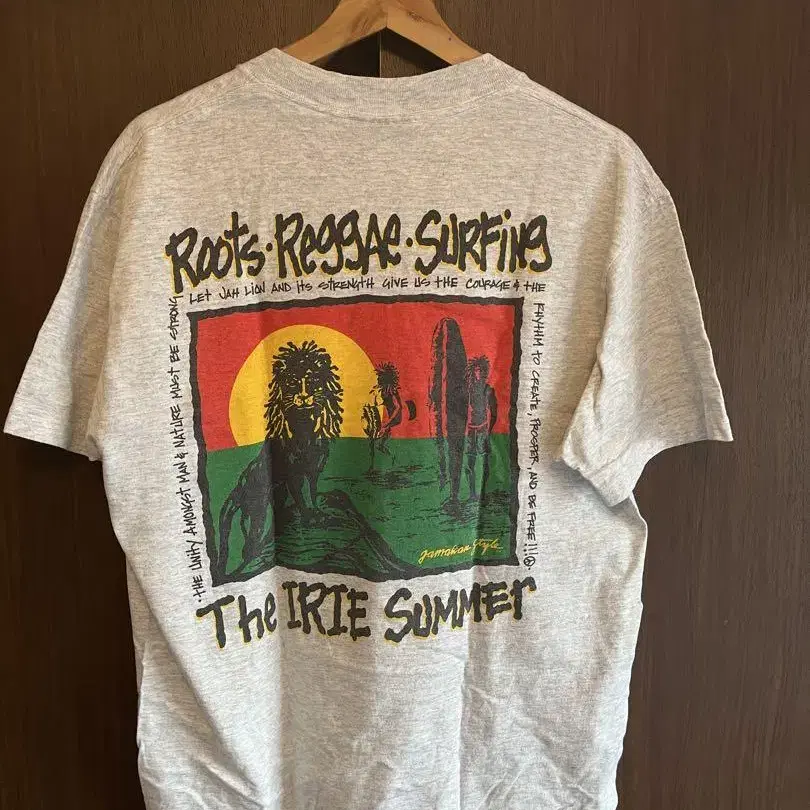 Roots · Reggae · Surfing
LET JAH LION AND ITS STRENGTH GIVE US THE COURAGE & THE
RHYTHM TO CREATE, PROSPER, AND BE FREE!!!
· THE UNITY AMONGST MAN & NATURE MUST BE STRONG
Jamaican Style
The IRIE SUMMER